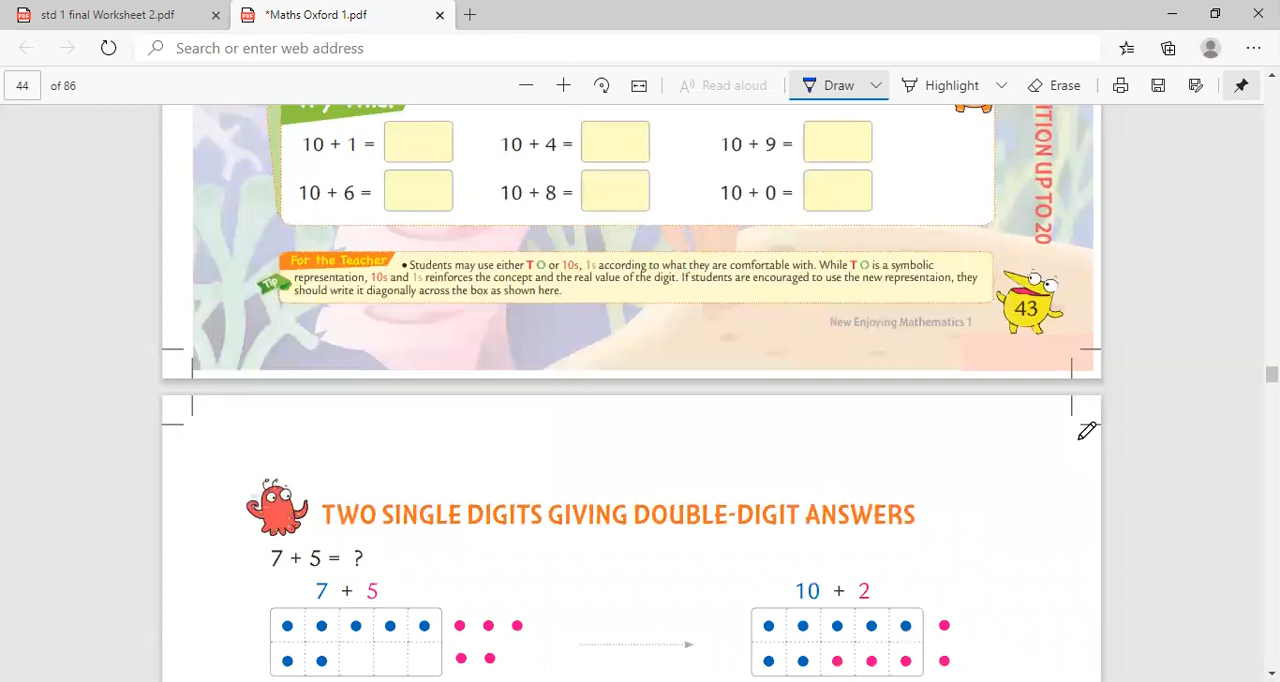 std 1 final Worksheet 2.pdf
*Maths Oxford 1.pdf
Search or enter web address
44 of 86
Read aloud
Draw
Highlight
Erase
10 + 1 =
10 + 4 =
10 + 9 =
10 + 6 =
10 + 8 =
10 + 0 =
ITION UP TO 20
For the Teacher
Tip
• Students may use either T O or 10s, 1s according to what they are comfortable with. While T O is a symbolic
representation, 10s and 1s reinforces the concept and the real value of the digit. If students are encouraged to use the new representaion, they
should write it diagonally across the box as shown here.
New Enjoying Mathematics 1
43
TWO SINGLE DIGITS GIVING DOUBLE-DIGIT ANSWERS
7 + 5 = ?
7 + 5
10 + 2